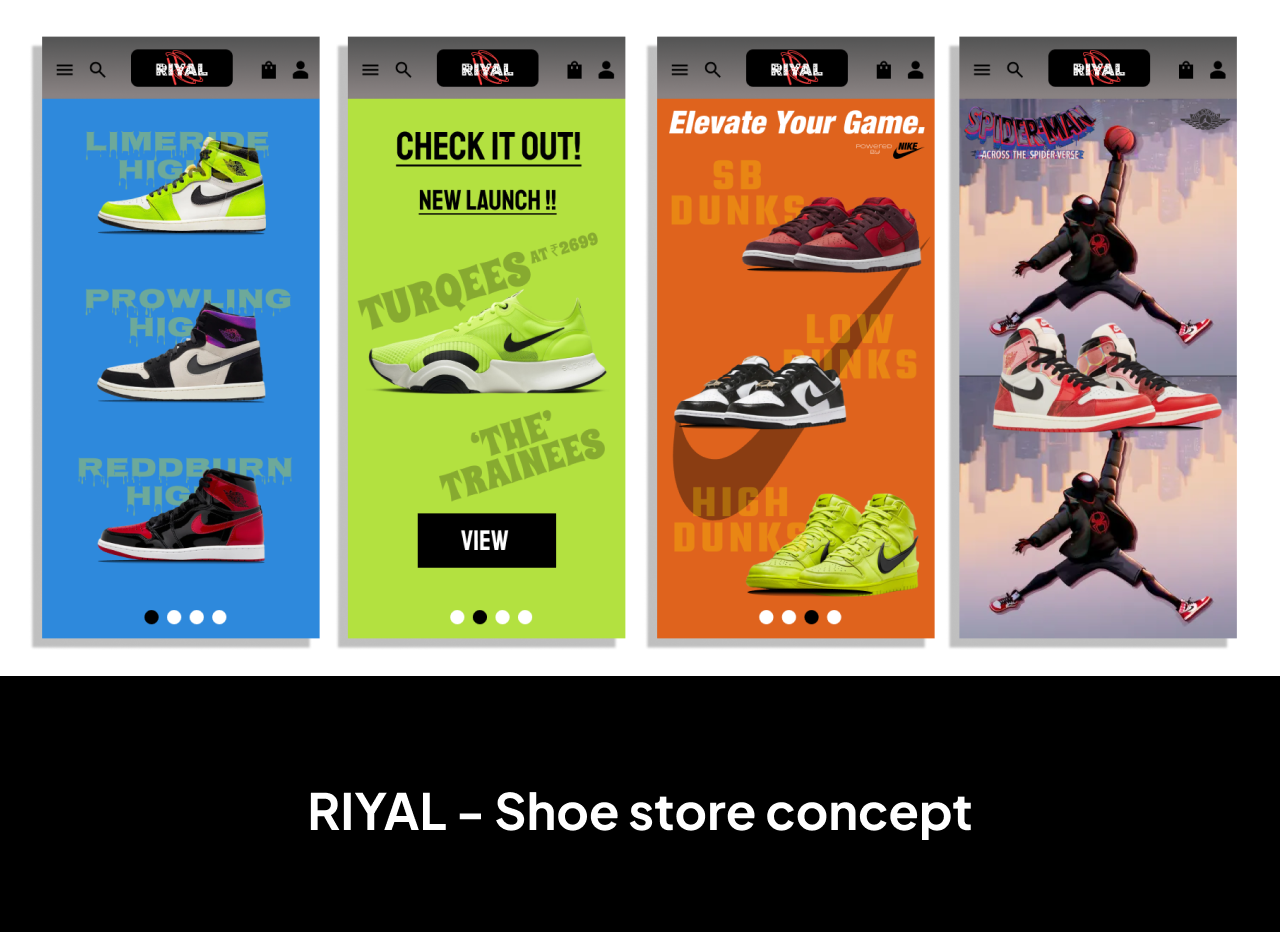 RIYAL
LIMERIDE
HIGH
PROWLING
HIGH
REDDBURN
HIGH
RIYAL
CHECK IT OUT!
NEW LAUNCH !!
TURQEES AT ₹2699
‘THE’
TRAINEES
VIEW
RIYAL
Elevate Your Game.
Powered
By
NIKE
SB
DUNKS
LOW
DUNKS
HIGH
DUNKS
RIYAL
SPIDER-MAN
ACROSS THE SPIDER-VERSE
RIYAL – Shoe store concept